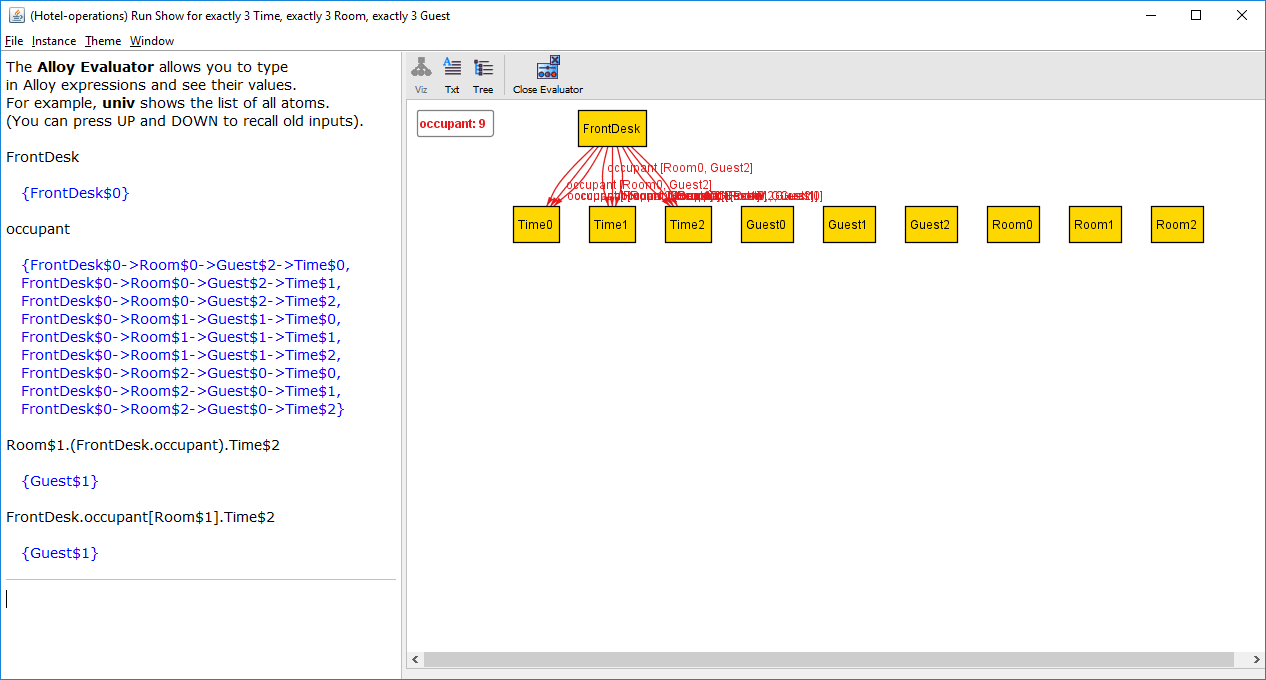 (Hotel-operations) Run Show for exactly 3 Time, exactly 3 Room, exactly 3 Guest
File Instance Theme Window
The Alloy Evaluator allows you to type
in Alloy expressions and see their values.
For example, univ shows the list of all atoms.
(You can press UP and DOWN to recall old inputs).
FrontDesk
{FrontDesk$0}
occupant
{FrontDesk$0->Room$0->Guest$2->Time$0,
FrontDesk$0->Room$0->Guest$2->Time$1,
FrontDesk$0->Room$0->Guest$2->Time$2,
FrontDesk$0->Room$1->Guest$1->Time$0,
FrontDesk$0->Room$1->Guest$1->Time$1,
FrontDesk$0->Room$1->Guest$1->Time$2,
FrontDesk$0->Room$2->Guest$0->Time$0,
FrontDesk$0->Room$2->Guest$0->Time$1,
FrontDesk$0->Room$2->Guest$0->Time$2}
Room$1.(FrontDesk.occupant).Time$2
{Guest$1}
FrontDesk.occupant[Room$1].Time$2
{Guest$1}
Viz Txt Tree Close Evaluator
occupant: 9
FrontDesk
occupant [Room0, Guest2]
occupant [Room0, Guest2]
Time0 Time1 Time2 Guest0 Guest1 Guest2 Room0 Room1 Room2